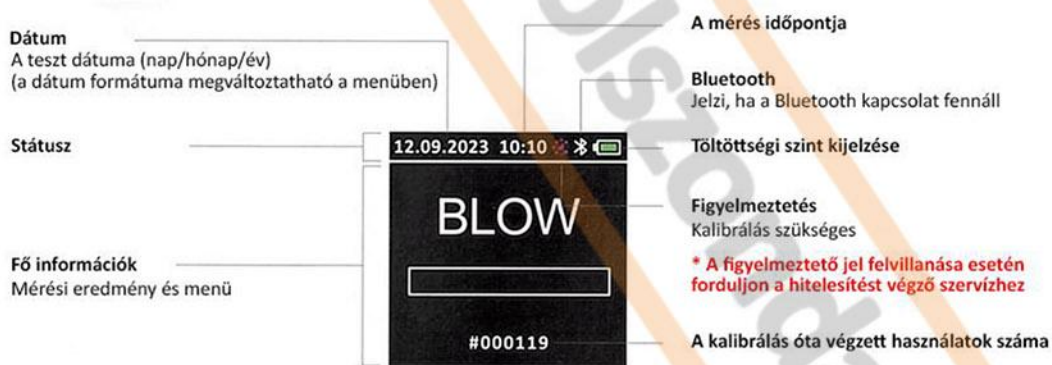 Dátum
A teszt dátuma (nap/hónap/év)
(a dátum formátuma megváltoztatható a menüben)
Státusz
Fő információk
Mérési eredmény és menü
12.09.2023 10:10
BLOW
#000119
A mérés időpontja
Bluetooth
Jelzi, ha a Bluetooth kapcsolat fennáll
Töltöttségi szint kijelzése
Figyelmeztetés
Kalibrálás szükséges
* A figyelmeztető jel felvillanása esetén
forduljon a hitelesítést végző szervízhez
A kalibrálás óta végzett használatok száma